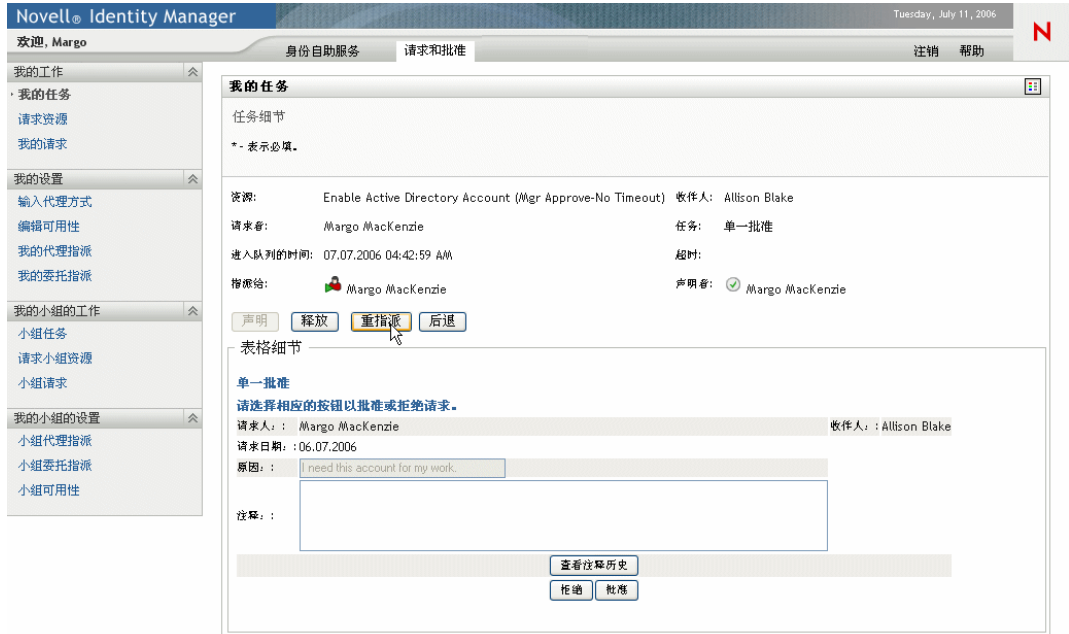 Novell® Identity Manager
Tuesday, July 11, 2006
N
欢迎, Margo
身份自助服务
请求和批准
注销 帮助
我的工作
我的任务
请求资源
我的请求
我的设置
输入代理方式
编辑可用性
我的代理指派
我的委托指派
我的小组的工作
小组任务
请求小组资源
小组请求
我的小组的设置
小组代理指派
小组委托指派
小组可用性
我的任务
任务细节
*- 表示必填。
资源: Enable Active Directory Account (Mgr Approve-No Timeout) 收件人: Allison Blake
请求者: Margo MacKenzie 任务: 单一批准
进入队列的时间: 07.07.2006 04:42:59 AM 超时:
指派给: Margo MacKenzie 声明者: Margo MacKenzie
声明 释放 重指派 后退
表格细节
单一批准
请选择相应的按钮以批准或拒绝请求。
请求人:: Margo MacKenzie 收件人:: Allison Blake
请求日期::06.07.2006
原因:: I need this account for my work.
注释::
查看注释历史
拒绝 批准